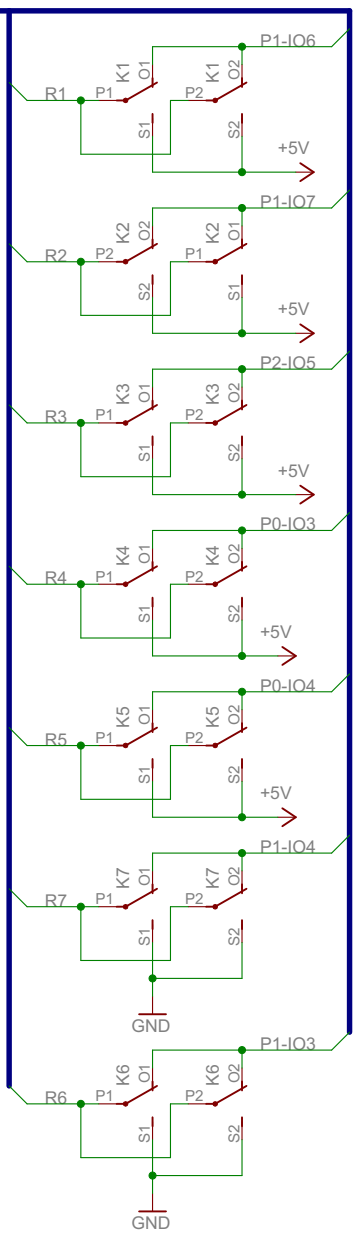 P1-IO6
R1 P1 K1 O1 S1 P2 K1 O2 S2
+5V
P1-IO7
R2 P2 K2 O2 S2 P1 K2 O1 S1
+5V
P2-IO5
R3 P1 K3 O1 S1 P2 K3 O2 S2
+5V
P0-IO3
R4 P1 K4 O1 S1 P2 K4 O2 S2
+5V
P0-IO4
R5 P1 K5 O1 S1 P2 K5 O2 S2
+5V
P1-IO4
R7 P1 K7 O1 S1 P2 K7 O2 S2
GND
P1-IO3
R6 P1 K6 O1 S1 P2 K6 O2 S2
GND